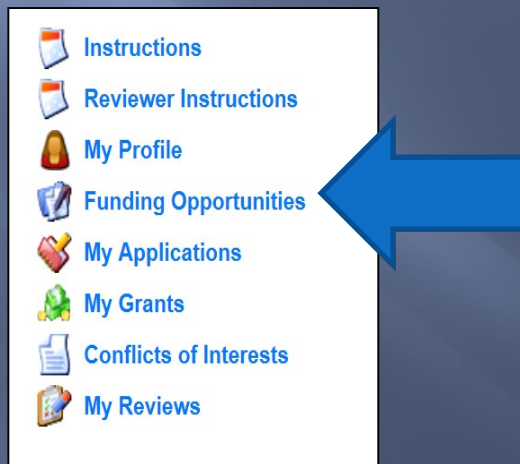 Instructions
Reviewer Instructions
My Profile
Funding Opportunities
My Applications
My Grants
Conflicts of Interests
My Reviews